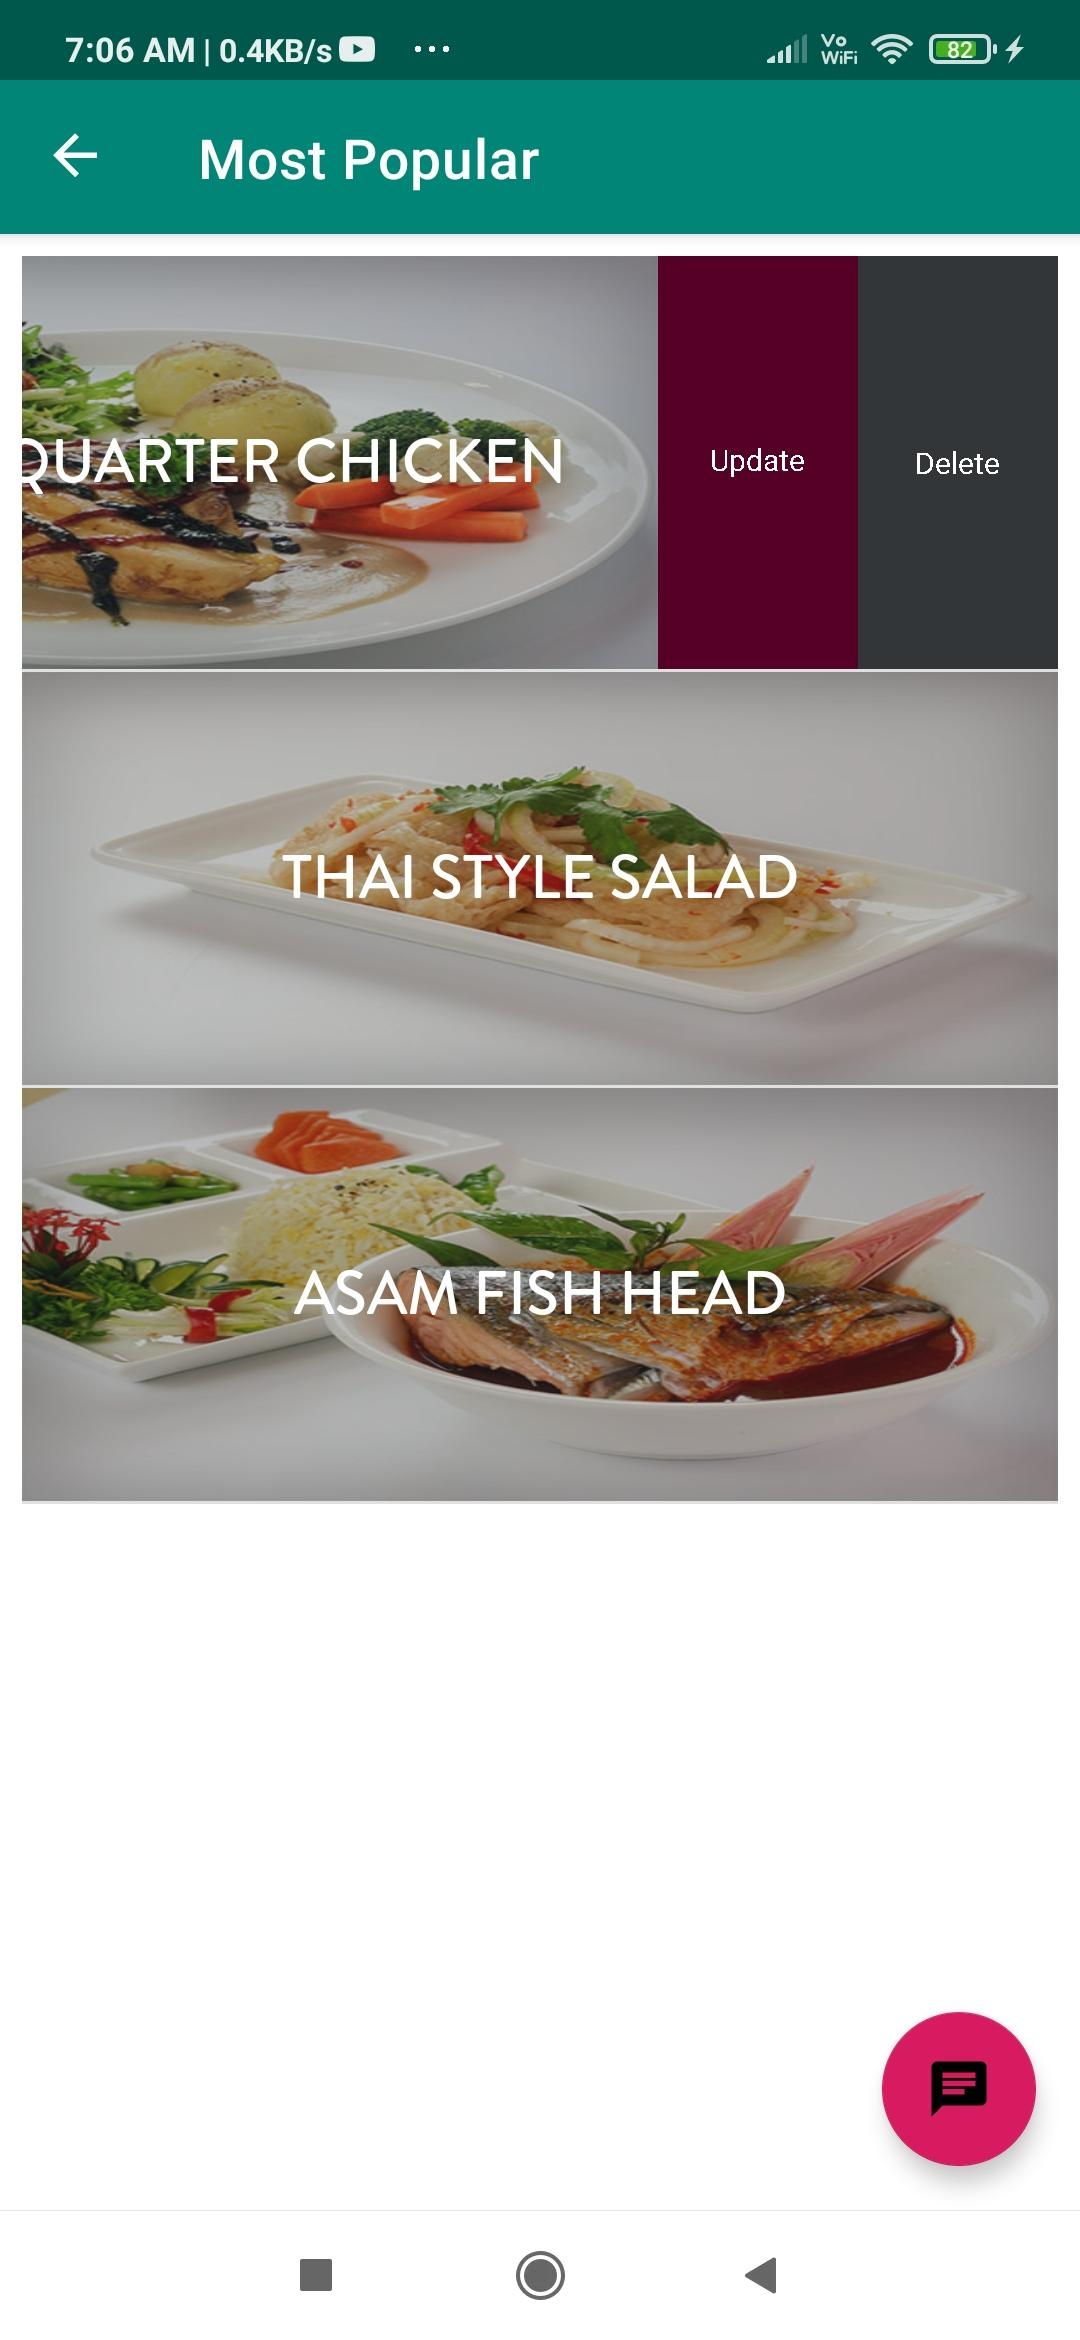 7:06 AM | 0.4KB/s
Vo
WiFi
82
Most Popular
QUARTER CHICKEN
Update
Delete
THAI STYLE SALAD
ASAM FISH HEAD